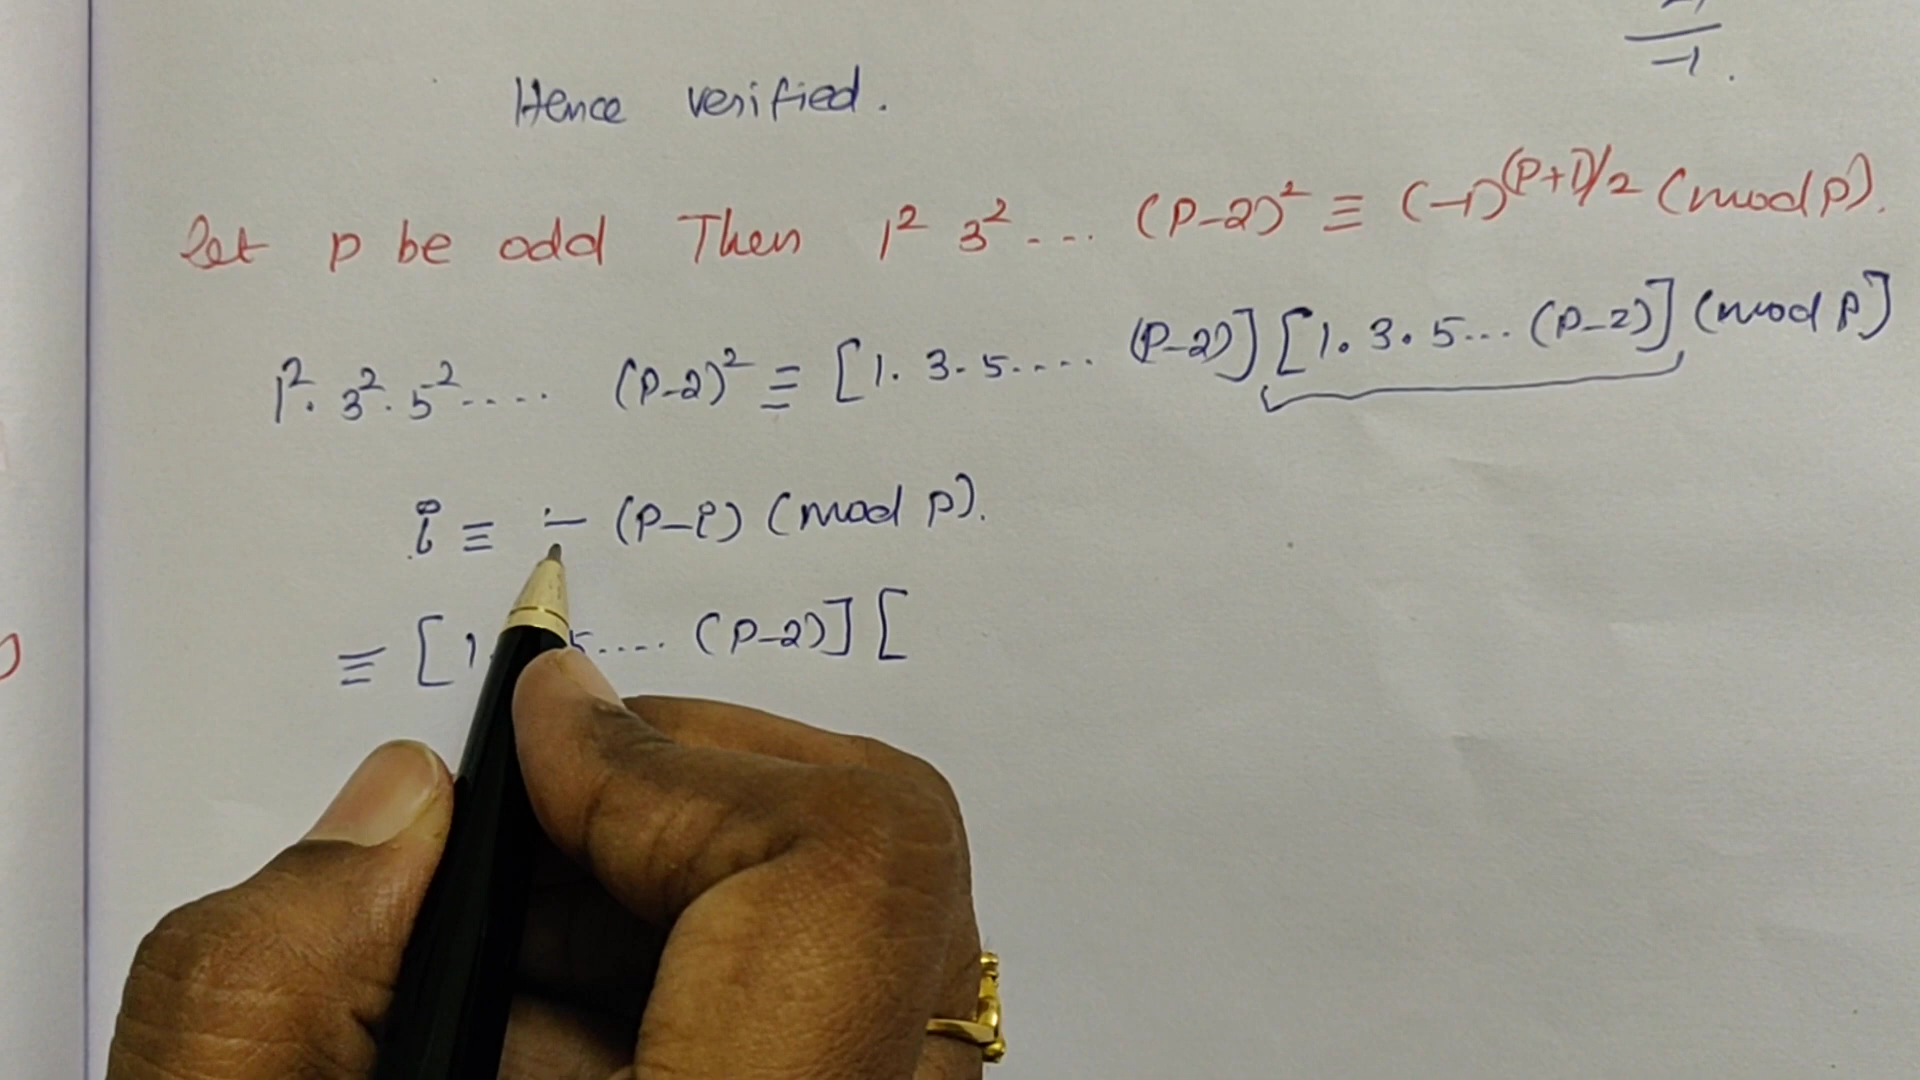 -1.
Hence verified.
Let p be odd Then 1² 3² ... (P-2)² ≡ (-1)^(P+1)/2 (mod p).
1². 3². 5² .... (P-2)² ≡ [1. 3. 5. .... (P-2)] [1. 3. 5... (p-2)] (mod p]
i ≡ - (P-i) (mod p).
≡ [1. 5.... (p-2)] [